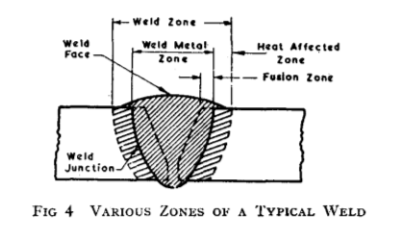 Weld Zone
Weld Face
Weld Metal Zone
Heat Affected Zone
Fusion Zone
Weld Junction
FIG 4 VARIOUS ZONES OF A TYPICAL WELD